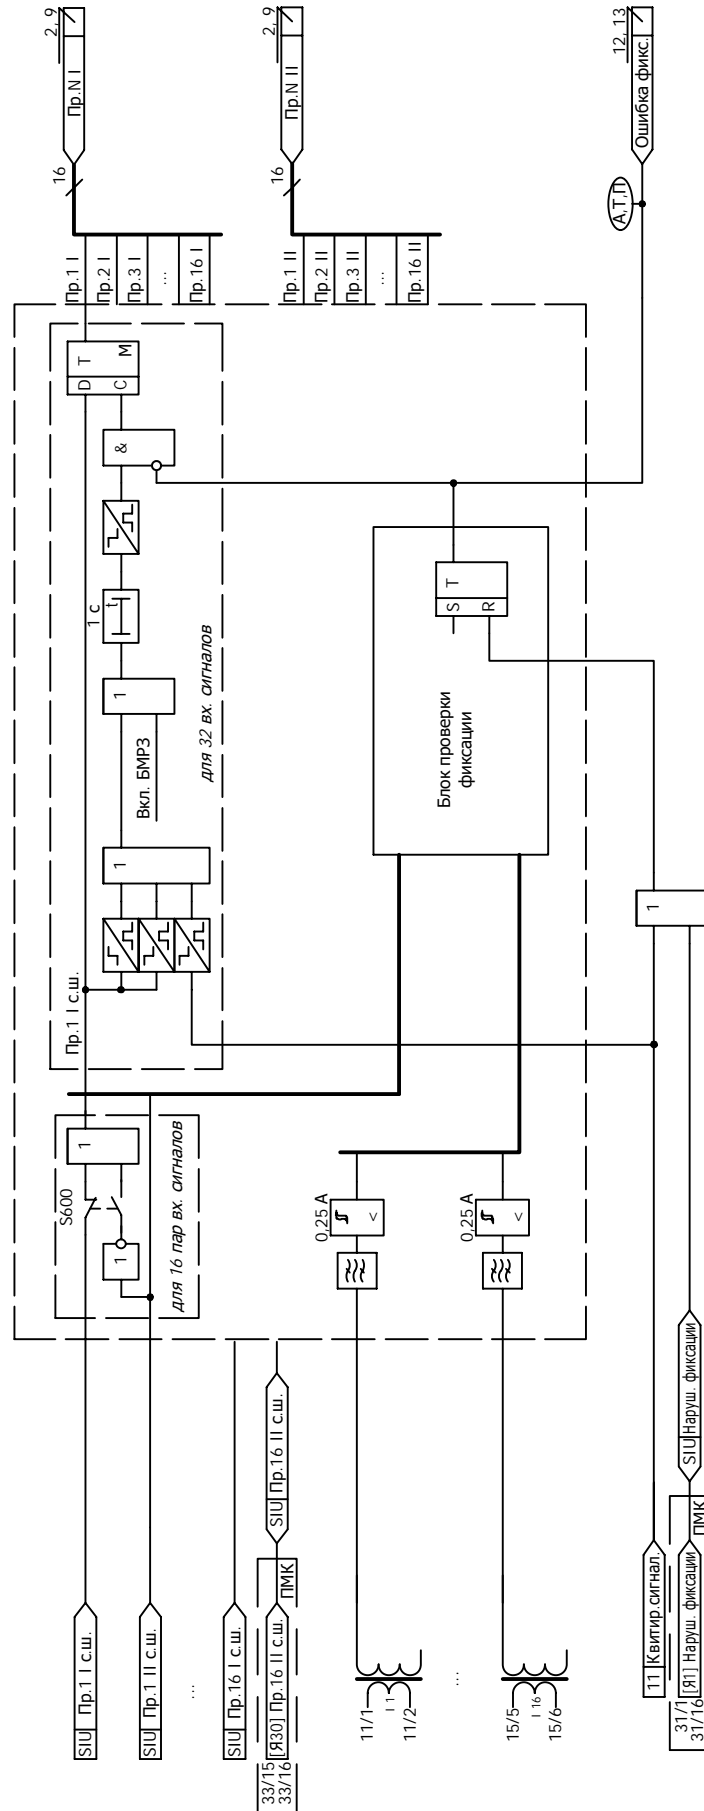 2, 9
Пр.N I
16
2, 9
Пр.N II
16
12, 13
Ошибка фикс.
А,Т,П
Пр.1 I
Пр.2 I
Пр.3 I
...
Пр.16 I
Пр.1 II
Пр.2 II
Пр.3 II
...
Пр.16 II
D T
C M
&
1 с
t
1
Вкл. БМРЗ
для 32 вх. сигналов
1
Пр.1 I с.ш.
S T
R
Блок проверки
фиксации
1
S600
1
1
для 16 пар вх. сигналов
0,25 А
<
0,25 А
<
SIU Пр.1 I с.ш.
SIU Пр.1 II с.ш.
...
SIU Пр.16 I с.ш.
33/15
33/16
[Я30] Пр.16 II с.ш.
ПМК
SIU Пр.16 II с.ш.
11/1
I 1
11/2
...
15/5
I 16
15/6
11 Квитир.сигнал.
31/1
31/16
[Я1] Наруш. фиксации
ПМК
SIU Наруш. фиксации